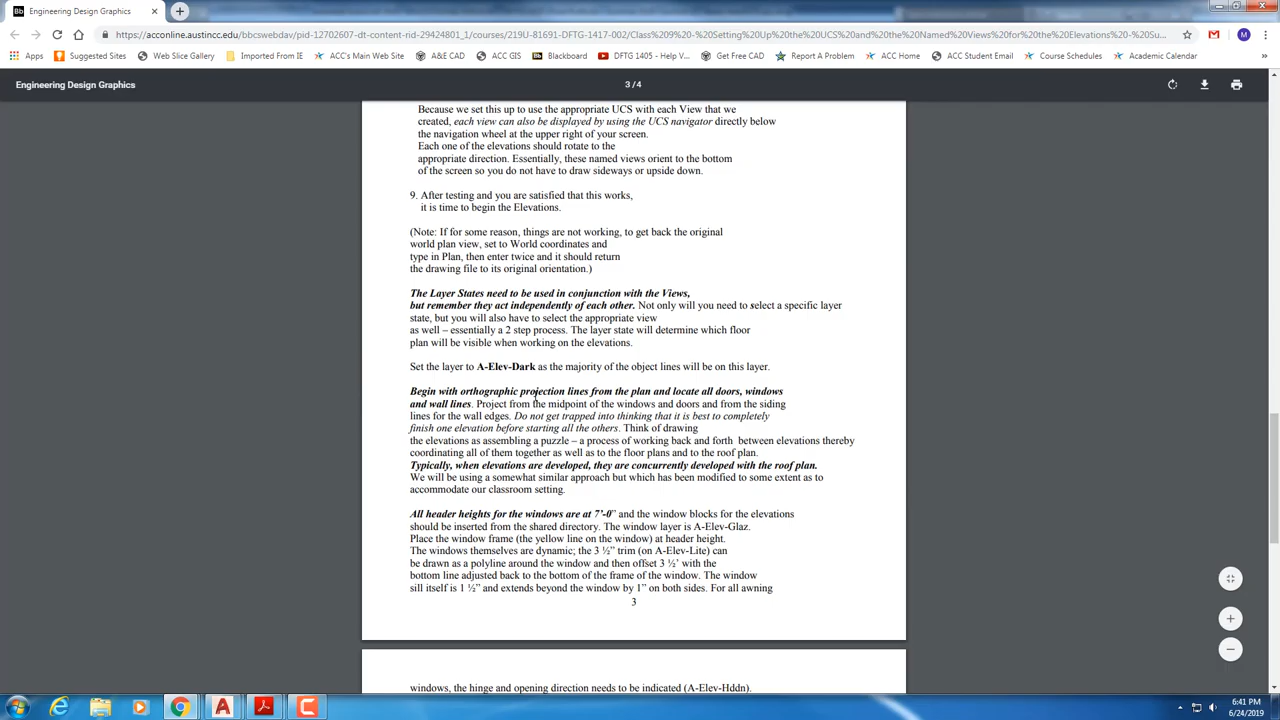 Engineering Design Graphics
https://acconline.austincc.edu/bbcswebdav/pid-12702607-dt-content-rid-29424801_1/courses/219U-81691-DFTG-1417-002/Class%209%20-%20Setting%20Up%20the%20UCS%20and%20the%20Named%20Views%20for%20the%20Elevations%20-%20Su...
Apps
Suggested Sites
Web Slice Gallery
Imported From IE
ACC's Main Web Site
A&E CAD
ACC GIS
Blackboard
DFTG 1405 - Help V...
Get Free CAD
Report A Problem
ACC Home
ACC Student Email
Course Schedules
Academic Calendar
Engineering Design Graphics
3 / 4
Because we set this up to use the appropriate UCS with each View that we
created, each view can also be displayed by using the UCS navigator directly below
the navigation wheel at the upper right of your screen.
Each one of the elevations should rotate to the
appropriate direction. Essentially, these named views orient to the bottom
of the screen so you do not have to draw sideways or upside down.
9. After testing and you are satisfied that this works,
it is time to begin the Elevations.
(Note: If for some reason, things are not working, to get back the original
world plan view, set to World coordinates and
type in Plan, then enter twice and it should return
the drawing file to its original orientation.)
The Layer States need to be used in conjunction with the Views,
but remember they act independently of each other. Not only will you need to select a specific layer
state, but you will also have to select the appropriate view
as well – essentially a 2 step process. The layer state will determine which floor
plan will be visible when working on the elevations.
Set the layer to A-Elev-Dark as the majority of the object lines will be on this layer.
Begin with orthographic projection lines from the plan and locate all doors, windows
and wall lines. Project from the midpoint of the windows and doors and from the siding
lines for the wall edges. Do not get trapped into thinking that it is best to completely
finish one elevation before starting all the others. Think of drawing
the elevations as assembling a puzzle – a process of working back and forth between elevations thereby
coordinating all of them together as well as to the floor plans and to the roof plan.
Typically, when elevations are developed, they are concurrently developed with the roof plan.
We will be using a somewhat similar approach but which has been modified to some extent as to
accommodate our classroom setting.
All header heights for the windows are at 7'-0" and the window blocks for the elevations
should be inserted from the shared directory. The window layer is A-Elev-Glaz.
Place the window frame (the yellow line on the window) at header height.
The windows themselves are dynamic; the 3 ½" trim (on A-Elev-Lite) can
be drawn as a polyline around the window and then offset 3 ½' with the
bottom line adjusted back to the bottom of the frame of the window. The window
sill itself is 1 ½" and extends beyond the window by 1" on both sides. For all awning
3
windows, the hinge and opening direction needs to be indicated (A-Elev-Hddn).
6:41 PM
6/24/2019